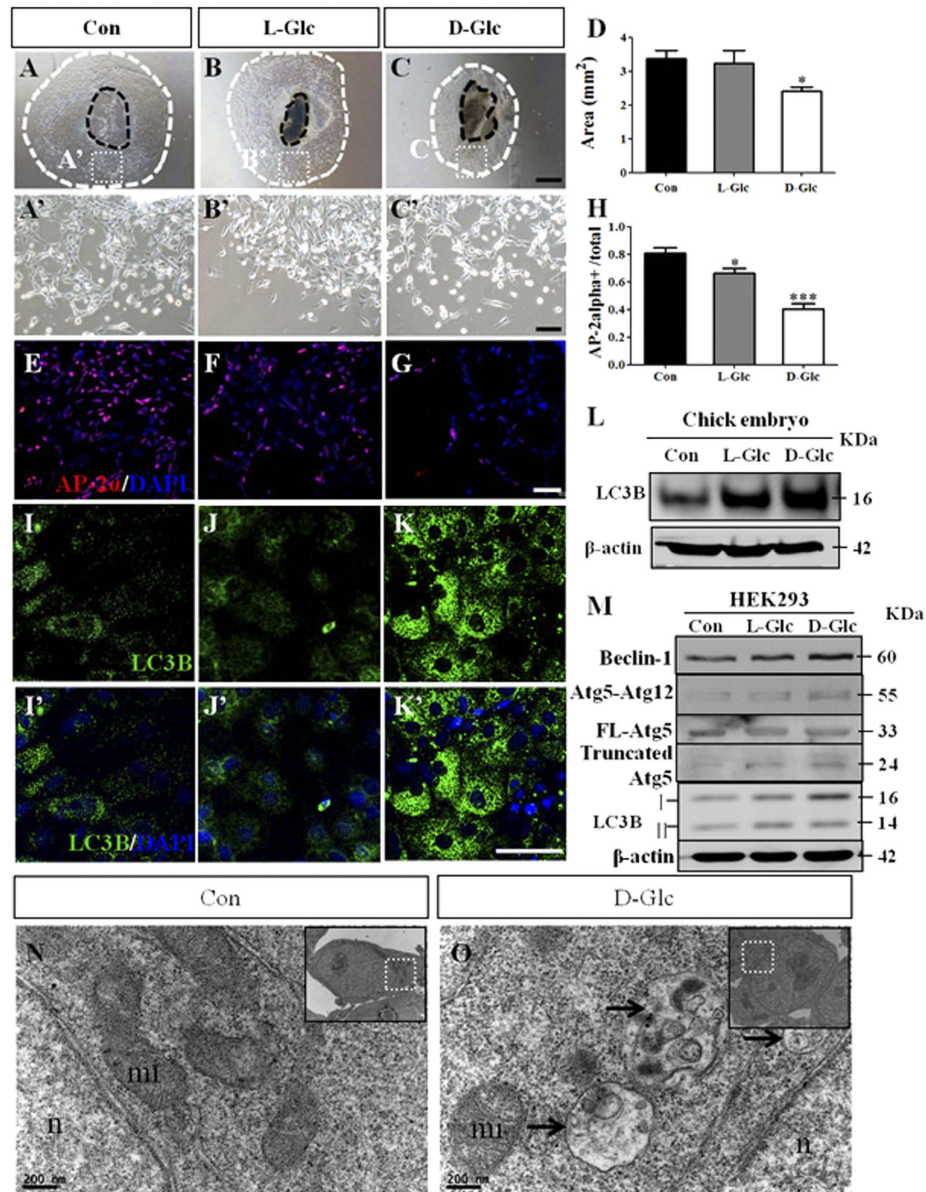 Con L-Glc D-Glc
A B C
A' B' C
A' B' C'
D
Area (mm²)
4
3
2
1
0
*
Con L-Glc D-Glc
H
AP-2alpha+ /total
1.0
0.8
0.6
0.4
0.2
0.0
* ***
Con L-Glc D-Glc
E F G
AP-2α/DAPI
I J K
LC3B
I' J' K'
LC3B/DAPI
L
Chick embryo
KDa
Con L-Glc D-Glc
LC3B 16
β-actin 42
M
HEK293
KDa
Con L-Glc D-Glc
Beclin-1 60
Atg5-Atg12 55
FL-Atg5 33
Truncated
Atg5 24
I 16
LC3B II 14
β-actin 42
Con D-Glc
N O
mi
n
200 nm
mi
n
200 nm